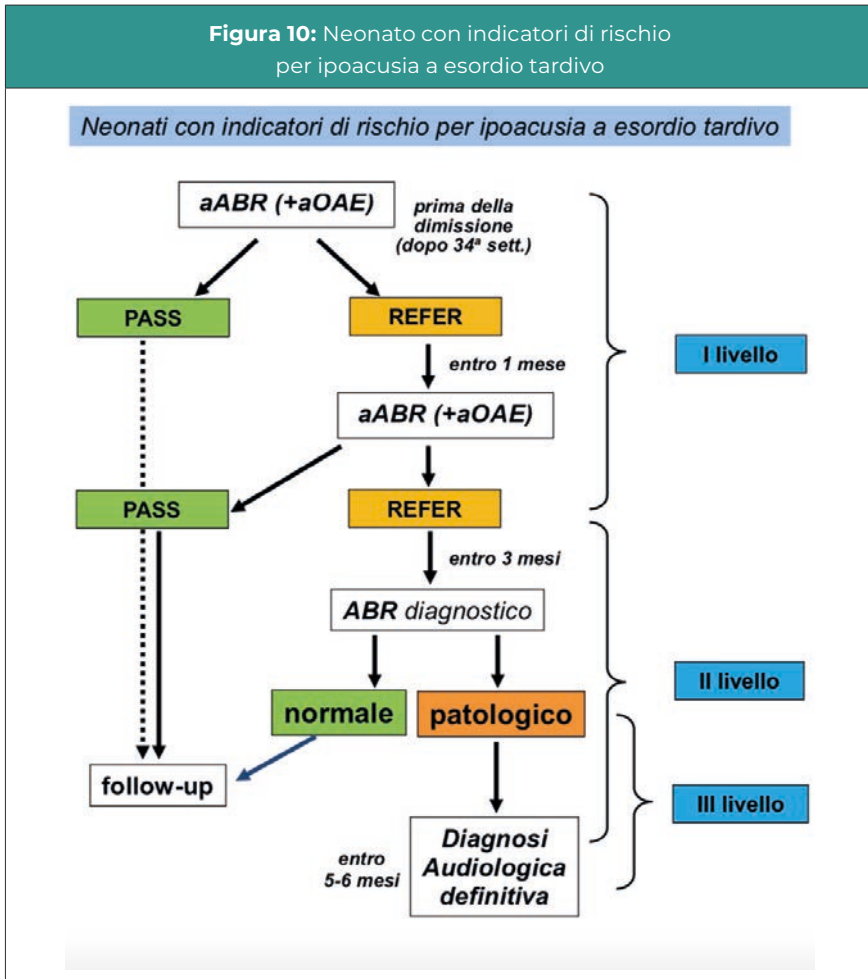 Figura 10: Neonato con indicatori di rischio
per ipoacusia a esordio tardivo
Neonati con indicatori di rischio per ipoacusia a esordio tardivo
aABR (+aOAE)
prima della
dimissione
(dopo 34ª sett.)
PASS
REFER
I livello
entro 1 mese
aABR (+aOAE)
PASS
REFER
entro 3 mesi
ABR diagnostico
II livello
normale
patologico
follow-up
III livello
Diagnosi
Audiologica
definitiva
entro
5-6 mesi